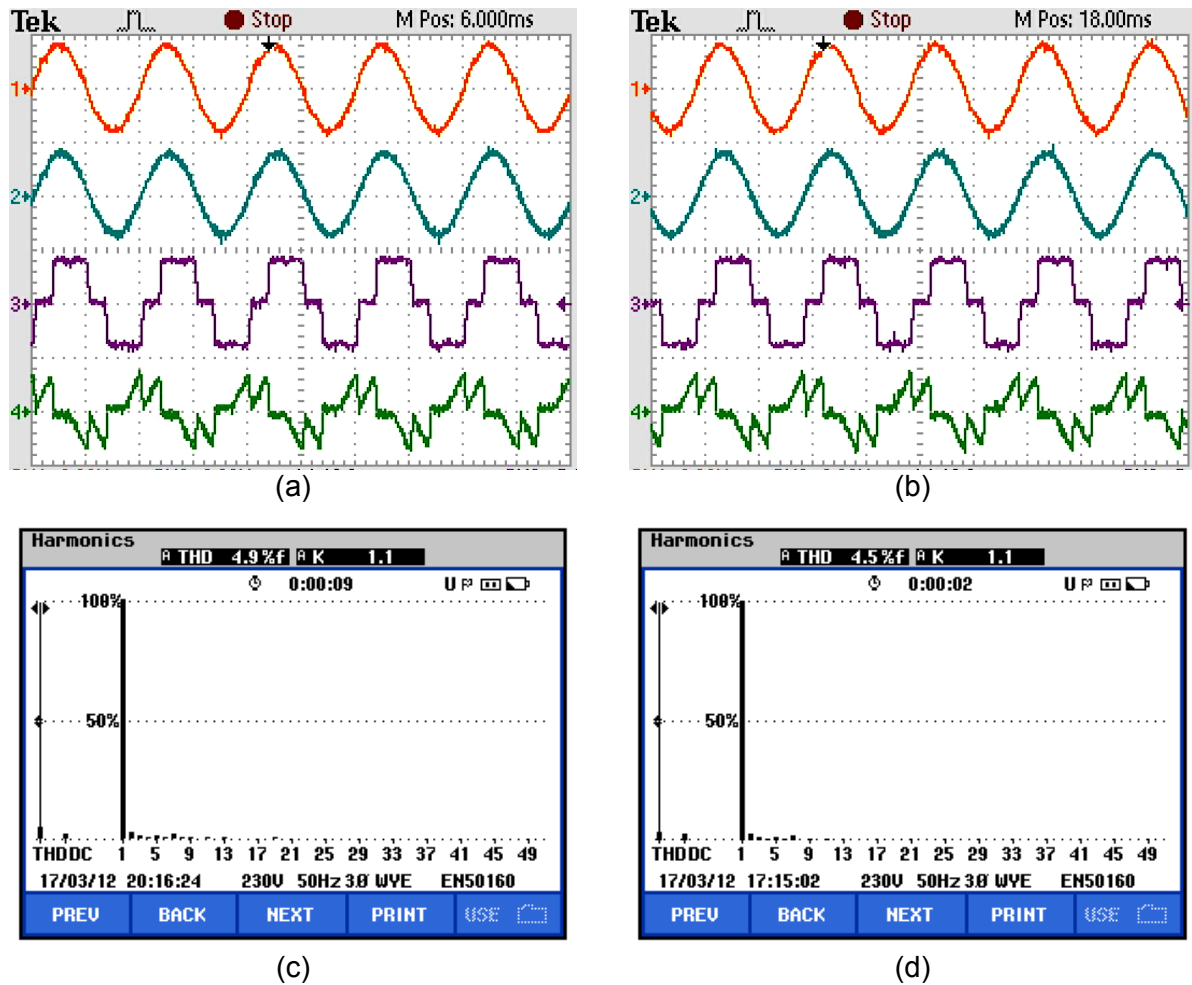 Tek Stop M Pos: 6.000ms
1
2
3
4
(a)
Tek Stop M Pos: 18.00ms
1
2
3
4
(b)
Harmonics
A THD 4.9%f A K 1.1
0:00:09 U
100%
50%
THD DC 1 5 9 13 17 21 25 29 33 37 41 45 49
17/03/12 20:16:24 230V 50Hz 3Ø WYE EN50160
PREV BACK NEXT PRINT USE
(c)
Harmonics
A THD 4.5%f A K 1.1
0:00:02 U
100%
50%
THD DC 1 5 9 13 17 21 25 29 33 37 41 45 49
17/03/12 17:15:02 230V 50Hz 3Ø WYE EN50160
PREV BACK NEXT PRINT USE
(d)